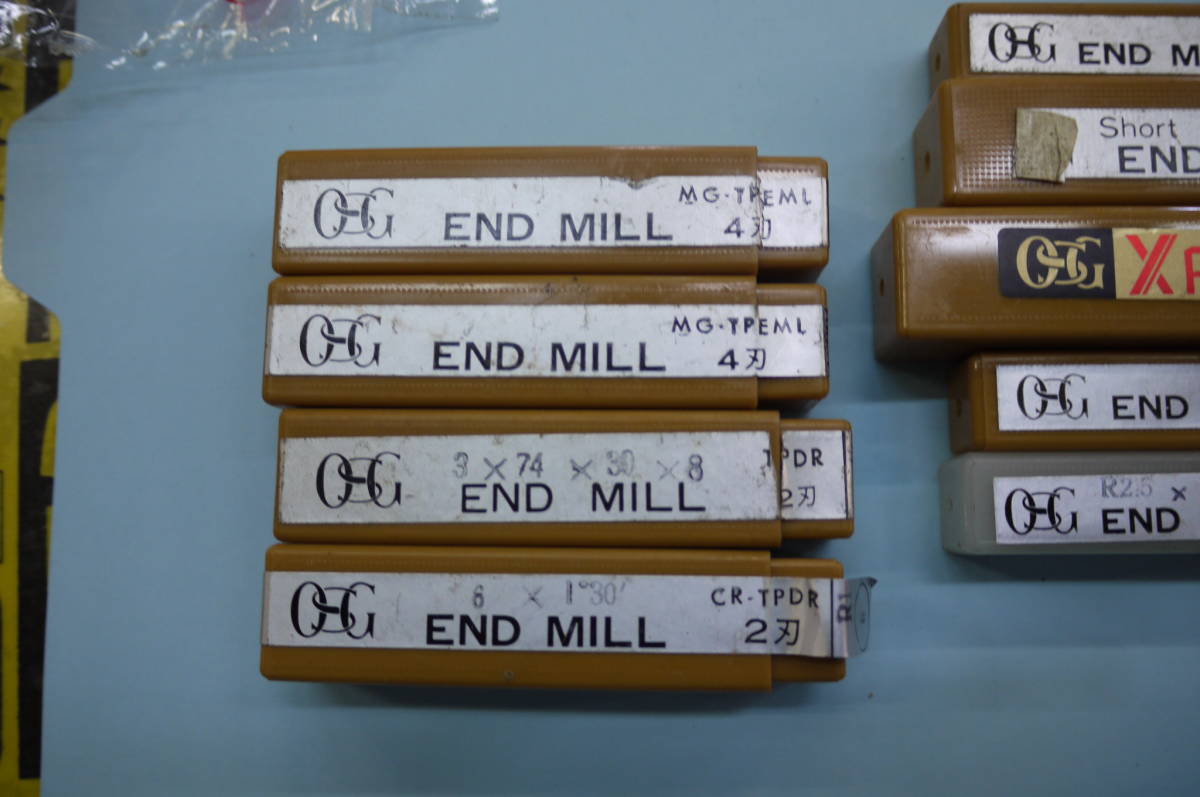 OSG MG-TPEML
END MILL 4刃
OSG MG-TPEML
END MILL 4刃
OSG 3 × 74 × 30 × 8 TPDR
END MILL 2刃
OSG 6 × 1°30′ CR-TPDR R1
END MILL 2刃
OSG END M
Short
END
OSG X
OSG END
OSG R2.5 ×
END